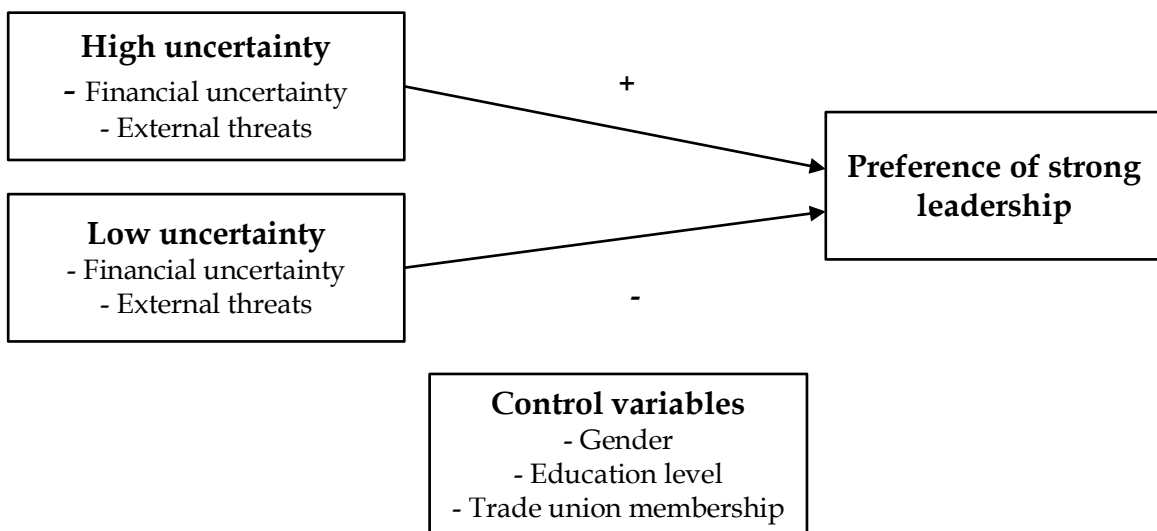 High uncertainty
- Financial uncertainty
- External threats
+
Preference of strong
leadership
Low uncertainty
- Financial uncertainty
- External threats
-
Control variables
- Gender
- Education level
- Trade union membership